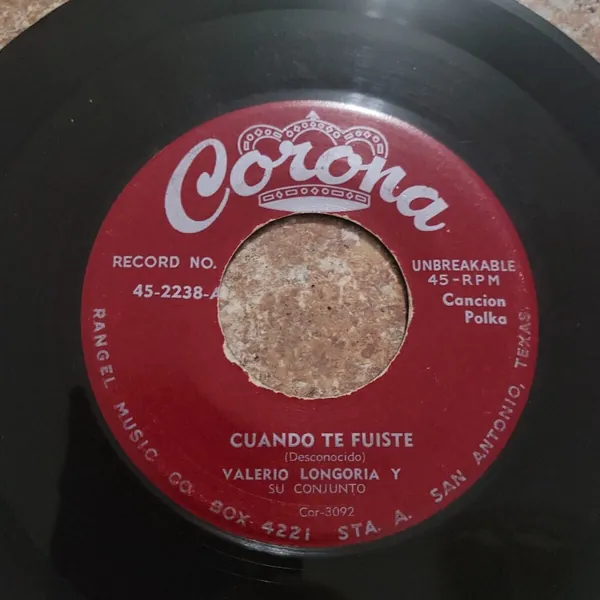 Corona
RECORD NO.
45-2238-A
UNBREAKABLE
45-RPM
Cancion
Polka
CUANDO TE FUISTE
(Desconocido)
VALERIO LONGORIA Y
SU CONJUNTO
Cor-3092
RANGEL MUSIC CO. BOX 4221 STA. A. SAN ANTONIO, TEXAS.